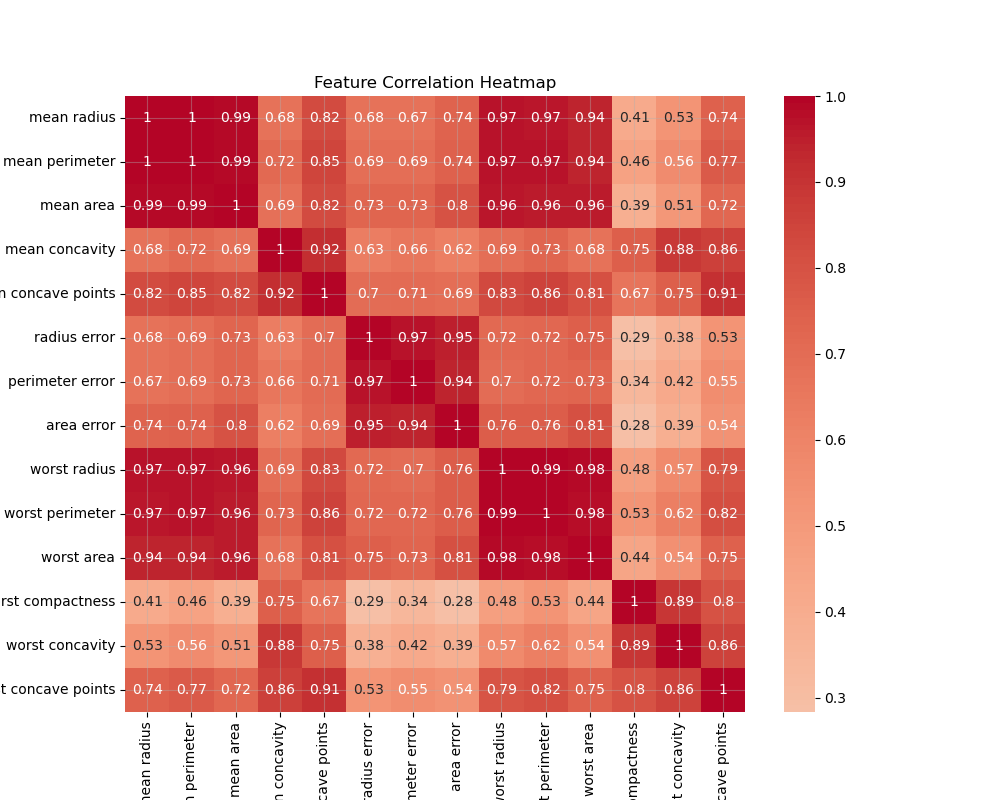 Feature Correlation Heatmap
mean radius 1 1 0.99 0.68 0.82 0.68 0.67 0.74 0.97 0.97 0.94 0.41 0.53 0.74
mean perimeter 1 1 0.99 0.72 0.85 0.69 0.69 0.74 0.97 0.97 0.94 0.46 0.56 0.77
mean area 0.99 0.99 1 0.69 0.82 0.73 0.73 0.8 0.96 0.96 0.96 0.39 0.51 0.72
mean concavity 0.68 0.72 0.69 1 0.92 0.63 0.66 0.62 0.69 0.73 0.68 0.75 0.88 0.86
n concave points 0.82 0.85 0.82 0.92 1 0.7 0.71 0.69 0.83 0.86 0.81 0.67 0.75 0.91
radius error 0.68 0.69 0.73 0.63 0.7 1 0.97 0.95 0.72 0.72 0.75 0.29 0.38 0.53
perimeter error 0.67 0.69 0.73 0.66 0.71 0.97 1 0.94 0.7 0.72 0.73 0.34 0.42 0.55
area error 0.74 0.74 0.8 0.62 0.69 0.95 0.94 1 0.76 0.76 0.81 0.28 0.39 0.54
worst radius 0.97 0.97 0.96 0.69 0.83 0.72 0.7 0.76 1 0.99 0.98 0.48 0.57 0.79
worst perimeter 0.97 0.97 0.96 0.73 0.86 0.72 0.72 0.76 0.99 1 0.98 0.53 0.62 0.82
worst area 0.94 0.94 0.96 0.68 0.81 0.75 0.73 0.81 0.98 0.98 1 0.44 0.54 0.75
rst compactness 0.41 0.46 0.39 0.75 0.67 0.29 0.34 0.28 0.48 0.53 0.44 1 0.89 0.8
worst concavity 0.53 0.56 0.51 0.88 0.75 0.38 0.42 0.39 0.57 0.62 0.54 0.89 1 0.86
t concave points 0.74 0.77 0.72 0.86 0.91 0.53 0.55 0.54 0.79 0.82 0.75 0.8 0.86 1
mean radius
n perimeter
mean area
n concavity
cave points
radius error
meter error
area error
worst radius
t perimeter
worst area
ompactness
t concavity
cave points
1.0
0.9
0.8
0.7
0.6
0.5
0.4
0.3